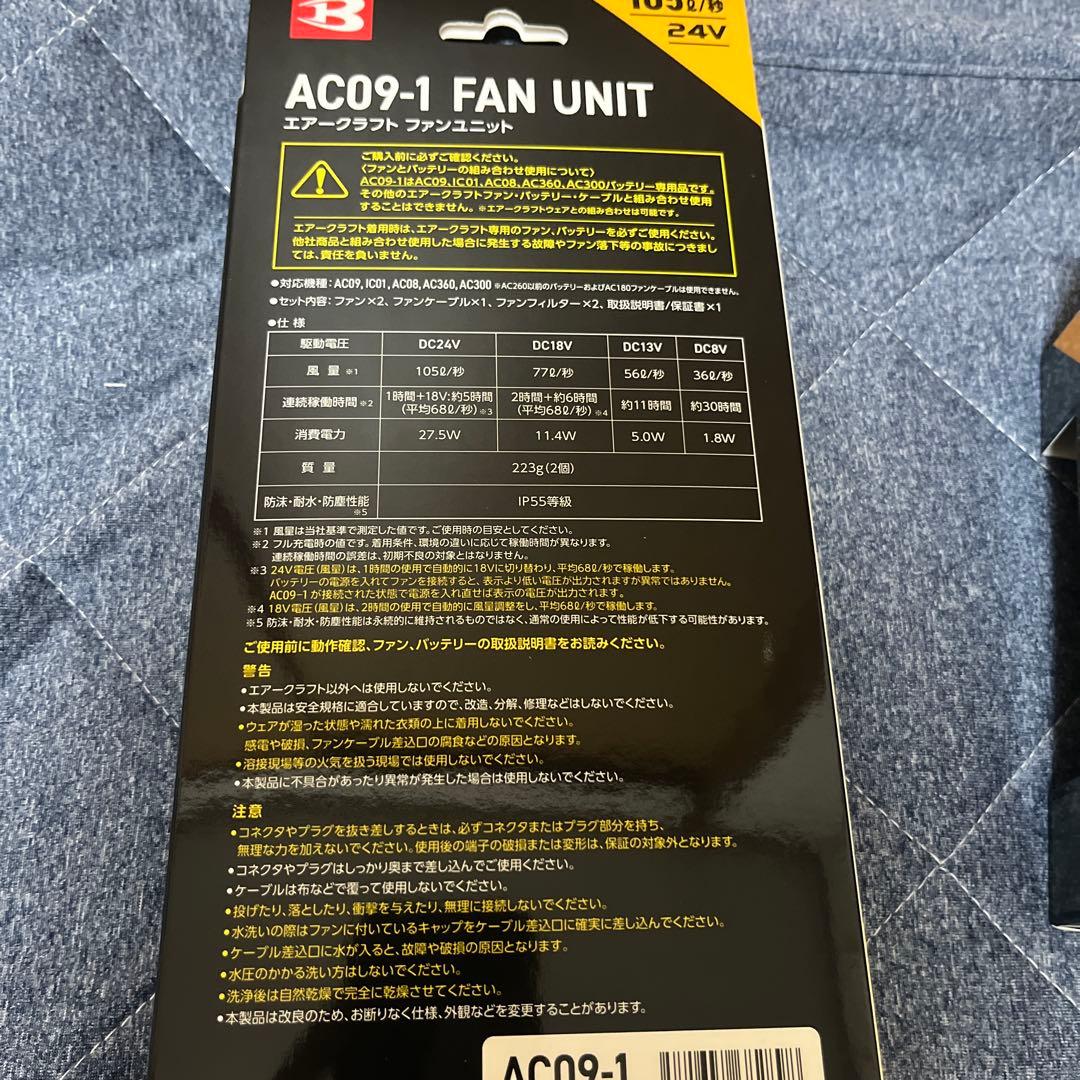 B
105ℓ/秒
24V
AC09-1 FAN UNIT
エアークラフト ファンユニット
ご購入前に必ずご確認ください。
〈ファンとバッテリーの組み合わせ使用について〉
AC09-1はAC09、IC01、AC08、AC360、AC300バッテリー専用品です。
その他のエアークラフトファン・バッテリー・ケーブルと組み合わせ使用
することはできません。※エアークラフトウェアとの組み合わせは可能です。
エアークラフト着用時は、エアークラフト専用のファン、バッテリーを必ずご使用ください。
他社商品と組み合わせ使用した場合に発生する故障やファン落下等の事故につきまし
ては、責任を負いません。
●対応機種：AC09, IC01, AC08, AC360, AC300 ※AC260以前のバッテリーおよびAC180ファンケーブルは使用できません。
●セット内容：ファン×2、ファンケーブル×1、ファンフィルター×2、取扱説明書/保証書×1
●仕様
駆動電圧 DC24V DC18V DC13V DC8V
風量 ※1 105ℓ/秒 77ℓ/秒 56ℓ/秒 36ℓ/秒
連続稼働時間※2 1時間＋18V：約5時間 (平均68ℓ/秒)※3 2時間＋約6時間 (平均68ℓ/秒)※4 約11時間 約30時間
消費電力 27.5W 11.4W 5.0W 1.8W
質量 223g(2個)
防沫・耐水・防塵性能※5 IP55等級
※1 風量は当社基準で測定した値です。ご使用時の目安としてください。
※2 フル充電時の値です。着用条件、環境の違いに応じて稼働時間が異なります。
連続稼働時間の誤差は、初期不良の対象とはなりません。
※3 24V電圧(風量)は、1時間の使用で自動的に18Vに切り替わり、平均68ℓ/秒で稼働します。
バッテリーの電源を入れてファンを接続すると、表示より低い電圧が出力されますが異常ではありません。
AC09-1が接続された状態で電源を入れ直せば表示の電圧が出力されます。
※4 18V電圧(風量)は、2時間の使用で自動的に風量調整をし、平均68ℓ/秒で稼働します。
※5 防沫・耐水・防塵性能は永続的に維持されるものではなく、通常の使用によって性能が低下する可能性があります。
ご使用前に動作確認、ファン、バッテリーの取扱説明書をお読みください。
警告
●エアークラフト以外へは使用しないでください。
●本製品は安全規格に適合していますので、改造、分解、修理などはしないでください。
●ウェアが湿った状態や濡れた衣類の上に着用しないでください。
感電や破損、ファンケーブル差込口の腐食などの原因となります。
●溶接現場等の火気を扱う現場では使用しないでください。
●本製品に不具合があったり異常が発生した場合は使用しないでください。
注意
●コネクタやプラグを抜き差しするときは、必ずコネクタまたはプラグ部分を持ち、
無理な力を加えないでください。使用後の端子の破損または変形は、保証の対象外となります。
●コネクタやプラグはしっかり奥まで差し込んでご使用ください。
●ケーブルは布などで覆って使用しないでください。
●投げたり、落としたり、衝撃を与えたり、無理に接続しないでください。
●水洗いの際はファンに付いているキャップをケーブル差込口に確実に差し込んでください。
●ケーブル差込口に水が入ると、故障や破損の原因となります。
●水圧のかかる洗い方はしないでください。
●洗浄後は自然乾燥で完全に乾燥させてください。
●本製品は改良のため、お断りなく仕様、外観などを変更することがあります。
AC09-1